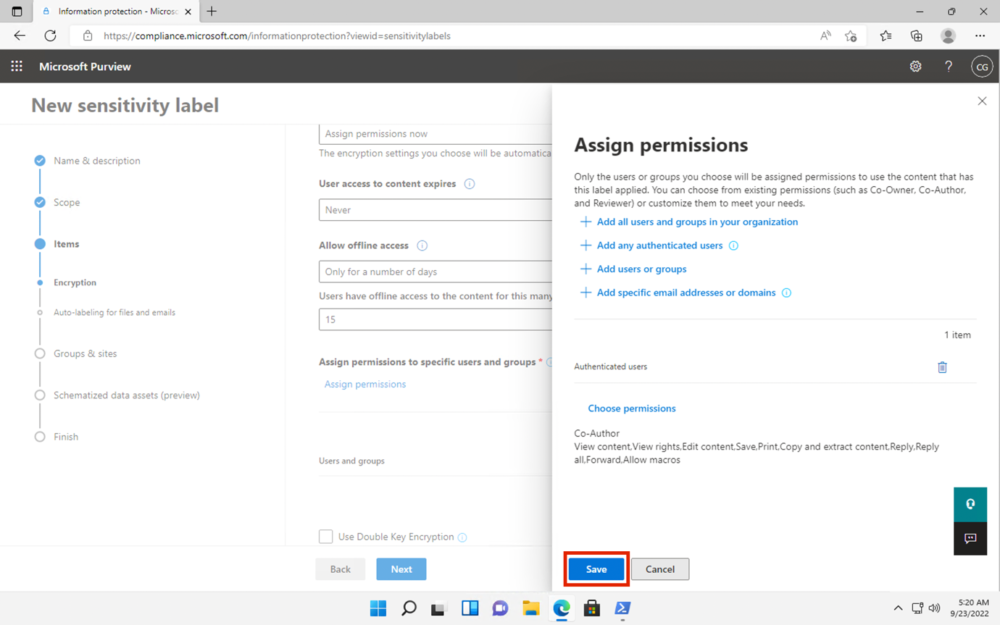 Information protection - Microso
https://compliance.microsoft.com/informationprotection?viewid=sensitivitylabels
Microsoft Purview
CG
New sensitivity label
Name & description
Scope
Items
Encryption
Auto-labeling for files and emails
Groups & sites
Schematized data assets (preview)
Finish
Assign permissions now
The encryption settings you choose will be automatica
User access to content expires
Never
Allow offline access
Only for a number of days
Users have offline access to the content for this many
15
Assign permissions to specific users and groups *
Assign permissions
Users and groups
Use Double Key Encryption
Back
Next
Assign permissions
Only the users or groups you choose will be assigned permissions to use the content that has
this label applied. You can choose from existing permissions (such as Co-Owner, Co-Author,
and Reviewer) or customize them to meet your needs.
Add all users and groups in your organization
Add any authenticated users
Add users or groups
Add specific email addresses or domains
1 item
Authenticated users
Choose permissions
Co-Author
View content,View rights,Edit content,Save,Print,Copy and extract content,Reply,Reply
all,Forward,Allow macros
Save
Cancel
5:20 AM
9/23/2022